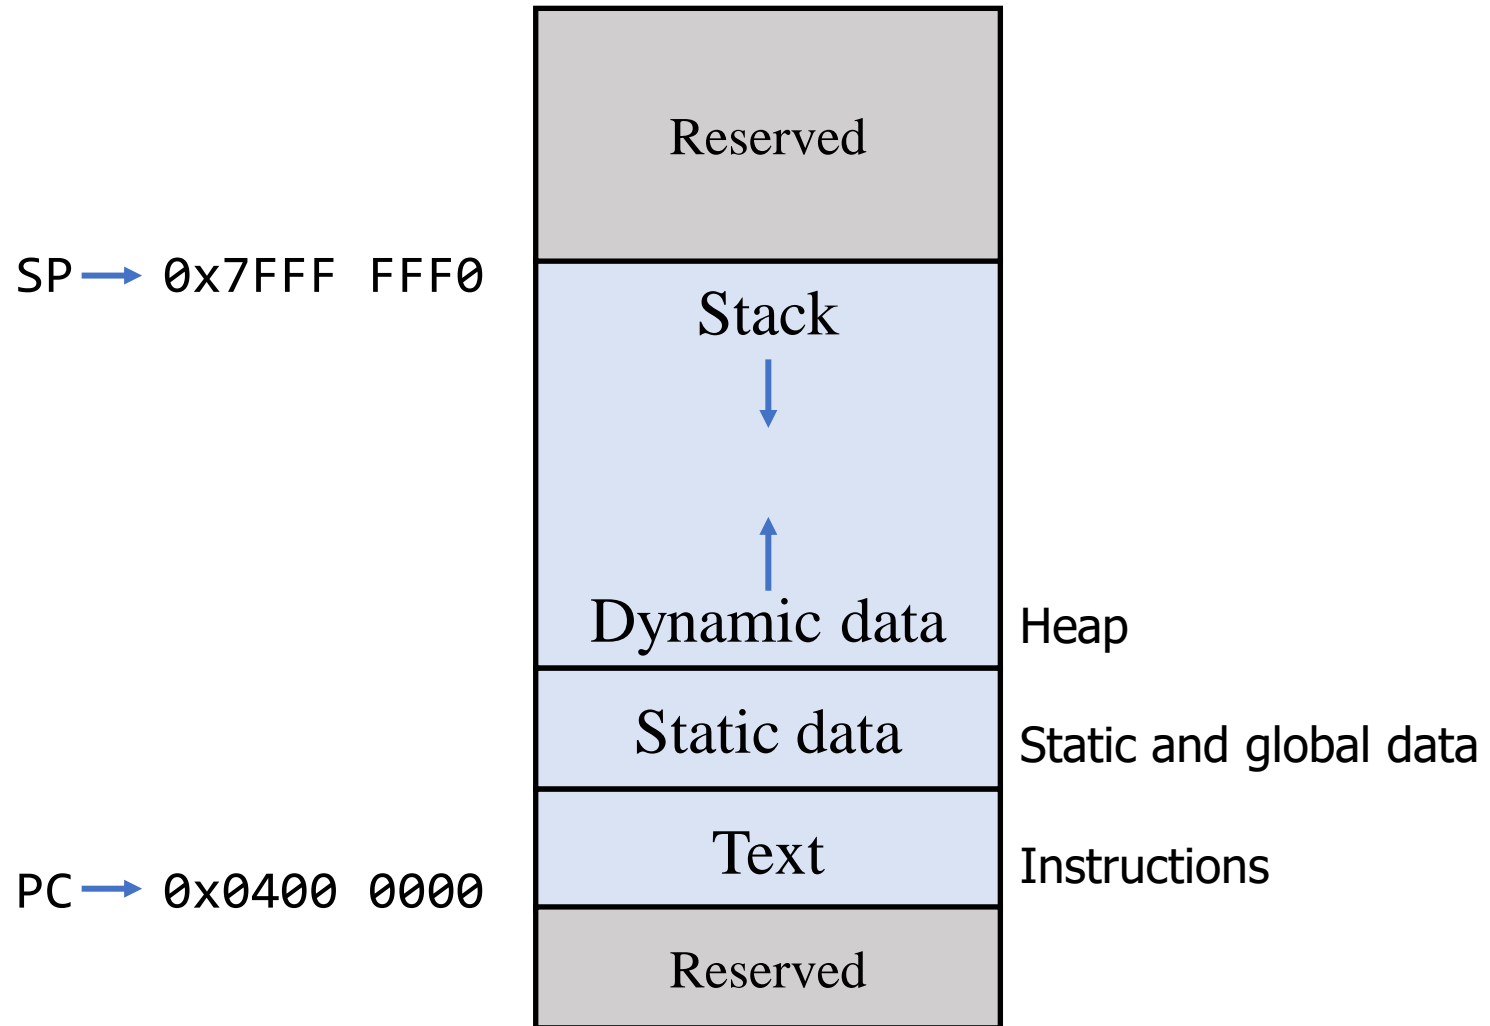 Reserved
SP → 0x7FFF FFF0
Stack
Dynamic data
Heap
Static data
Static and global data
Text
Instructions
PC → 0x0400 0000
Reserved